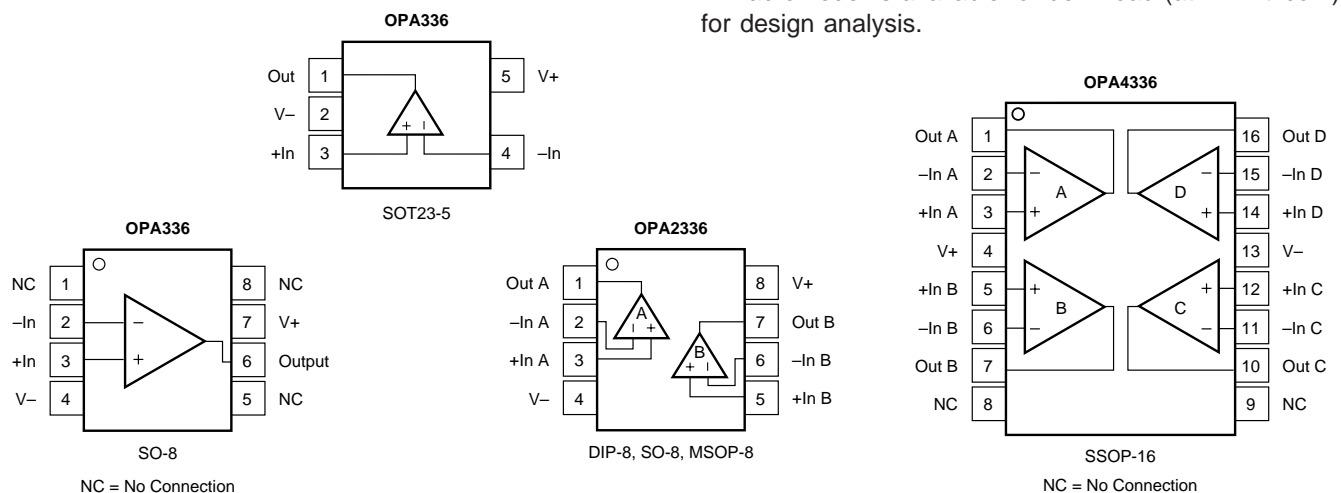 for design analysis.
OPA336
Out 1
V– 2
+In 3
5 V+
4 –In
+ –
SOT23-5
OPA336
NC 1
–In 2
+In 3
V– 4
8 NC
7 V+
6 Output
5 NC
–
+
SO-8
NC = No Connection
OPA2336
Out A 1
–In A 2
+In A 3
V– 4
8 V+
7 Out B
6 –In B
5 +In B
A
– +
B
+ –
DIP-8, SO-8, MSOP-8
OPA4336
Out A 1
–In A 2
+In A 3
V+ 4
+In B 5
–In B 6
Out B 7
NC 8
16 Out D
15 –In D
14 +In D
13 V–
12 +In C
11 –In C
10 Out C
9 NC
– A +
– D +
+ B –
+ C –
SSOP-16
NC = No Connection